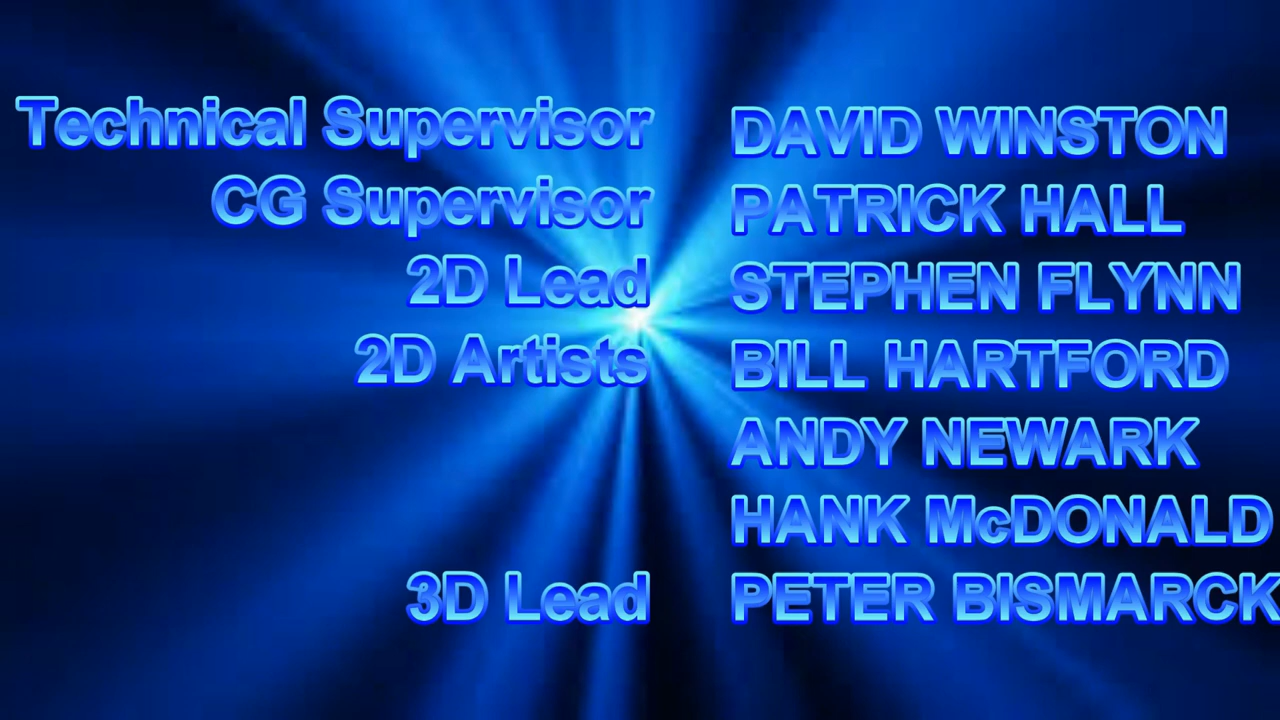 Technical Supervisor DAVID WINSTON
CG Supervisor PATRICK HALL
2D Lead STEPHEN FLYNN
2D Artists BILL HARTFORD
ANDY NEWARK
HANK McDONALD
3D Lead PETER BISMARCK